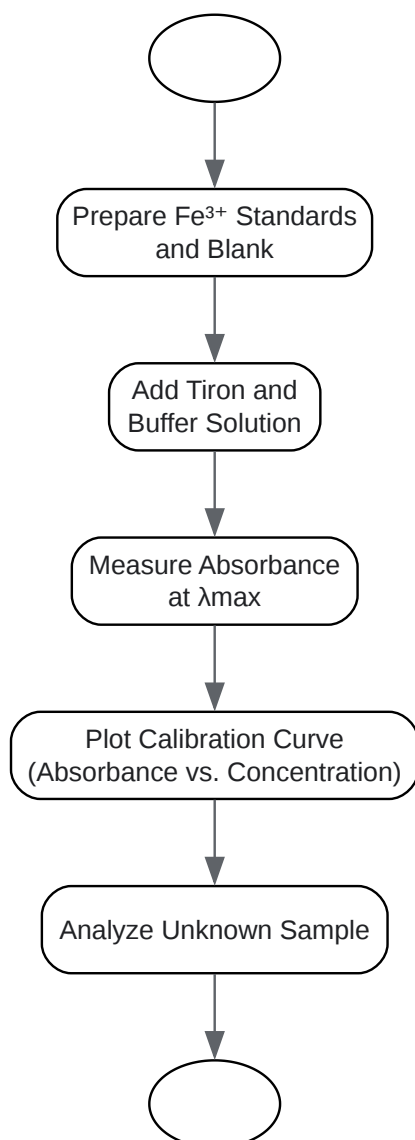 Prepare Fe³⁺ Standards
and Blank
Add Tiron and
Buffer Solution
Measure Absorbance
at λmax
Plot Calibration Curve
(Absorbance vs. Concentration)
Analyze Unknown Sample